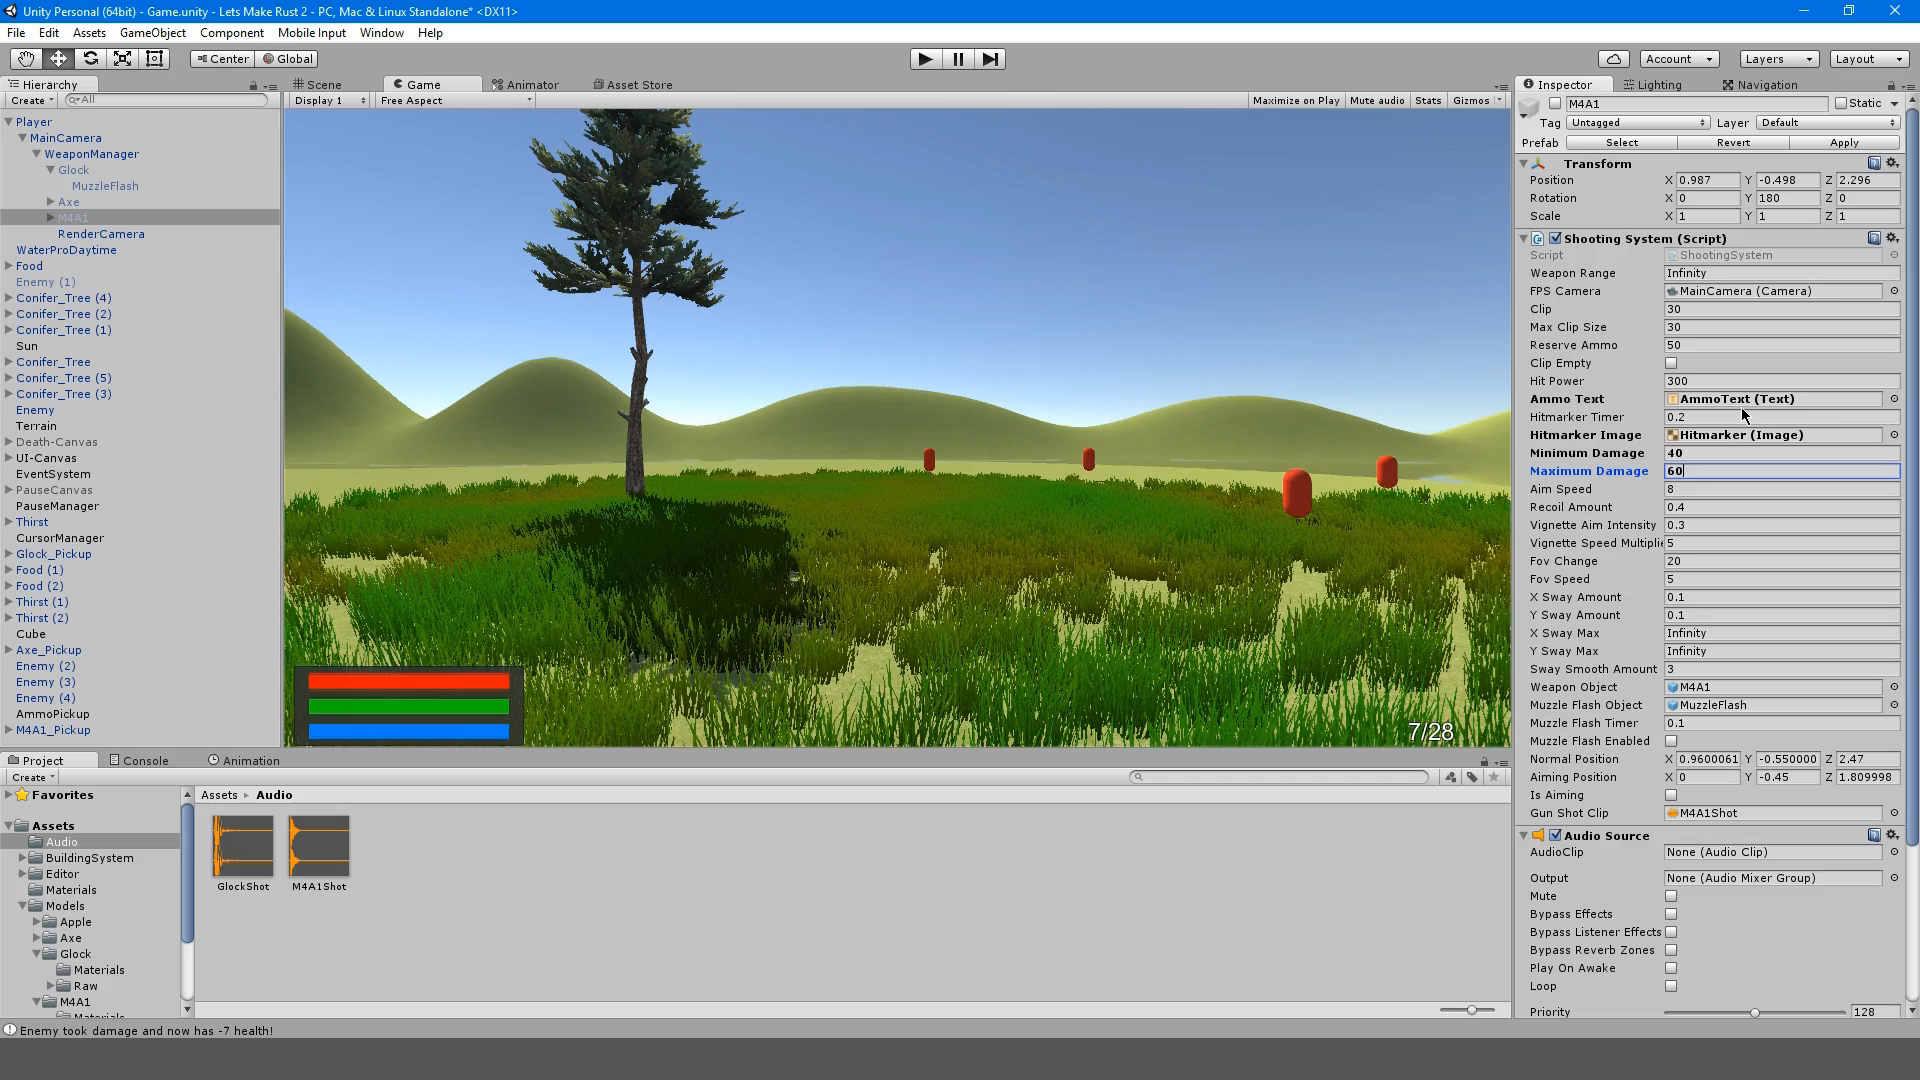 Unity Personal (64bit) - Game.unity - Lets Make Rust 2 - PC, Mac & Linux Standalone* <DX11>
File Edit Assets GameObject Component Mobile Input Window Help
Center Global Account Layers Layout
Hierarchy
Create All
Player
MainCamera
WeaponManager
Glock
MuzzleFlash
Axe
M4A1
RenderCamera
WaterProDaytime
Food
Enemy (1)
Conifer_Tree (4)
Conifer_Tree (2)
Conifer_Tree (1)
Sun
Conifer_Tree
Conifer_Tree (5)
Conifer_Tree (3)
Enemy
Terrain
Death-Canvas
UI-Canvas
EventSystem
PauseCanvas
PauseManager
Thirst
CursorManager
Glock_Pickup
Food (1)
Food (2)
Thirst (1)
Thirst (2)
Cube
Axe_Pickup
Enemy (2)
Enemy (3)
Enemy (4)
AmmoPickup
M4A1_Pickup
Scene Game Animator Asset Store
Display 1 Free Aspect Maximize on Play Mute audio Stats Gizmos
7/28
Inspector Lighting Navigation
M4A1 Static
Tag Untagged Layer Default
Prefab Select Revert Apply
Transform
Position X 0.987 Y -0.498 Z 2.296
Rotation X 0 Y 180 Z 0
Scale X 1 Y 1 Z 1
Shooting System (Script)
Script ShootingSystem
Weapon Range Infinity
FPS Camera MainCamera (Camera)
Clip 30
Max Clip Size 30
Reserve Ammo 50
Clip Empty
Hit Power 300
Ammo Text AmmoText (Text)
Hitmarker Timer 0.2
Hitmarker Image Hitmarker (Image)
Minimum Damage 40
Maximum Damage 60
Aim Speed 8
Recoil Amount 0.4
Vignette Aim Intensity 0.3
Vignette Speed Multiplie 5
Fov Change 20
Fov Speed 5
X Sway Amount 0.1
Y Sway Amount 0.1
X Sway Max Infinity
Y Sway Max Infinity
Sway Smooth Amount 3
Weapon Object M4A1
Muzzle Flash Object MuzzleFlash
Muzzle Flash Timer 0.1
Muzzle Flash Enabled
Normal Position X 0.9600061 Y -0.550000 Z 2.47
Aiming Position X 0 Y -0.45 Z 1.809998
Is Aiming
Gun Shot Clip M4A1Shot
Audio Source
AudioClip None (Audio Clip)
Output None (Audio Mixer Group)
Mute
Bypass Effects
Bypass Listener Effects
Bypass Reverb Zones
Play On Awake
Loop
Priority 128
Project Console Animation
Create
Favorites
Assets
Audio
BuildingSystem
Editor
Materials
Models
Apple
Axe
Glock
Materials
Raw
M4A1
Materials
Assets Audio
GlockShot M4A1Shot
Enemy took damage and now has -7 health!